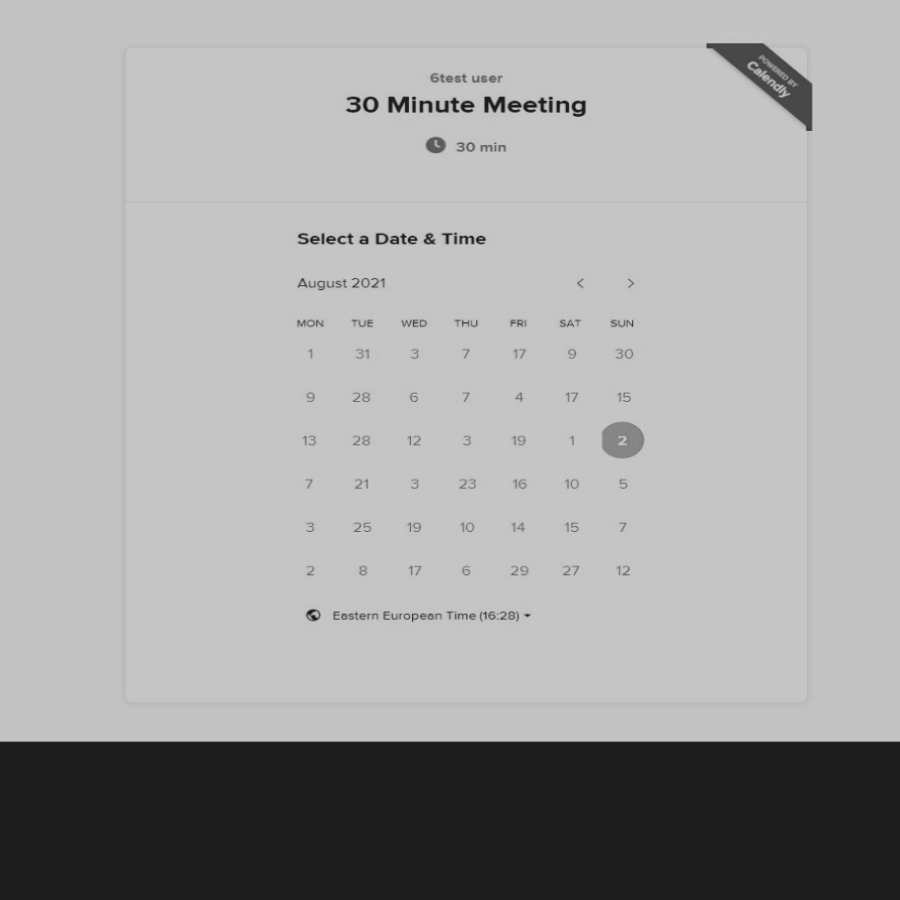 POWERED BY
Calendly
6test user
30 Minute Meeting
30 min
Select a Date & Time
August 2021
MON TUE WED THU FRI SAT SUN
1 31 3 7 17 9 30
9 28 6 7 4 17 15
13 28 12 3 19 1 2
7 21 3 23 16 10 5
3 25 19 10 14 15 7
2 8 17 6 29 27 12
Eastern European Time (16:28)